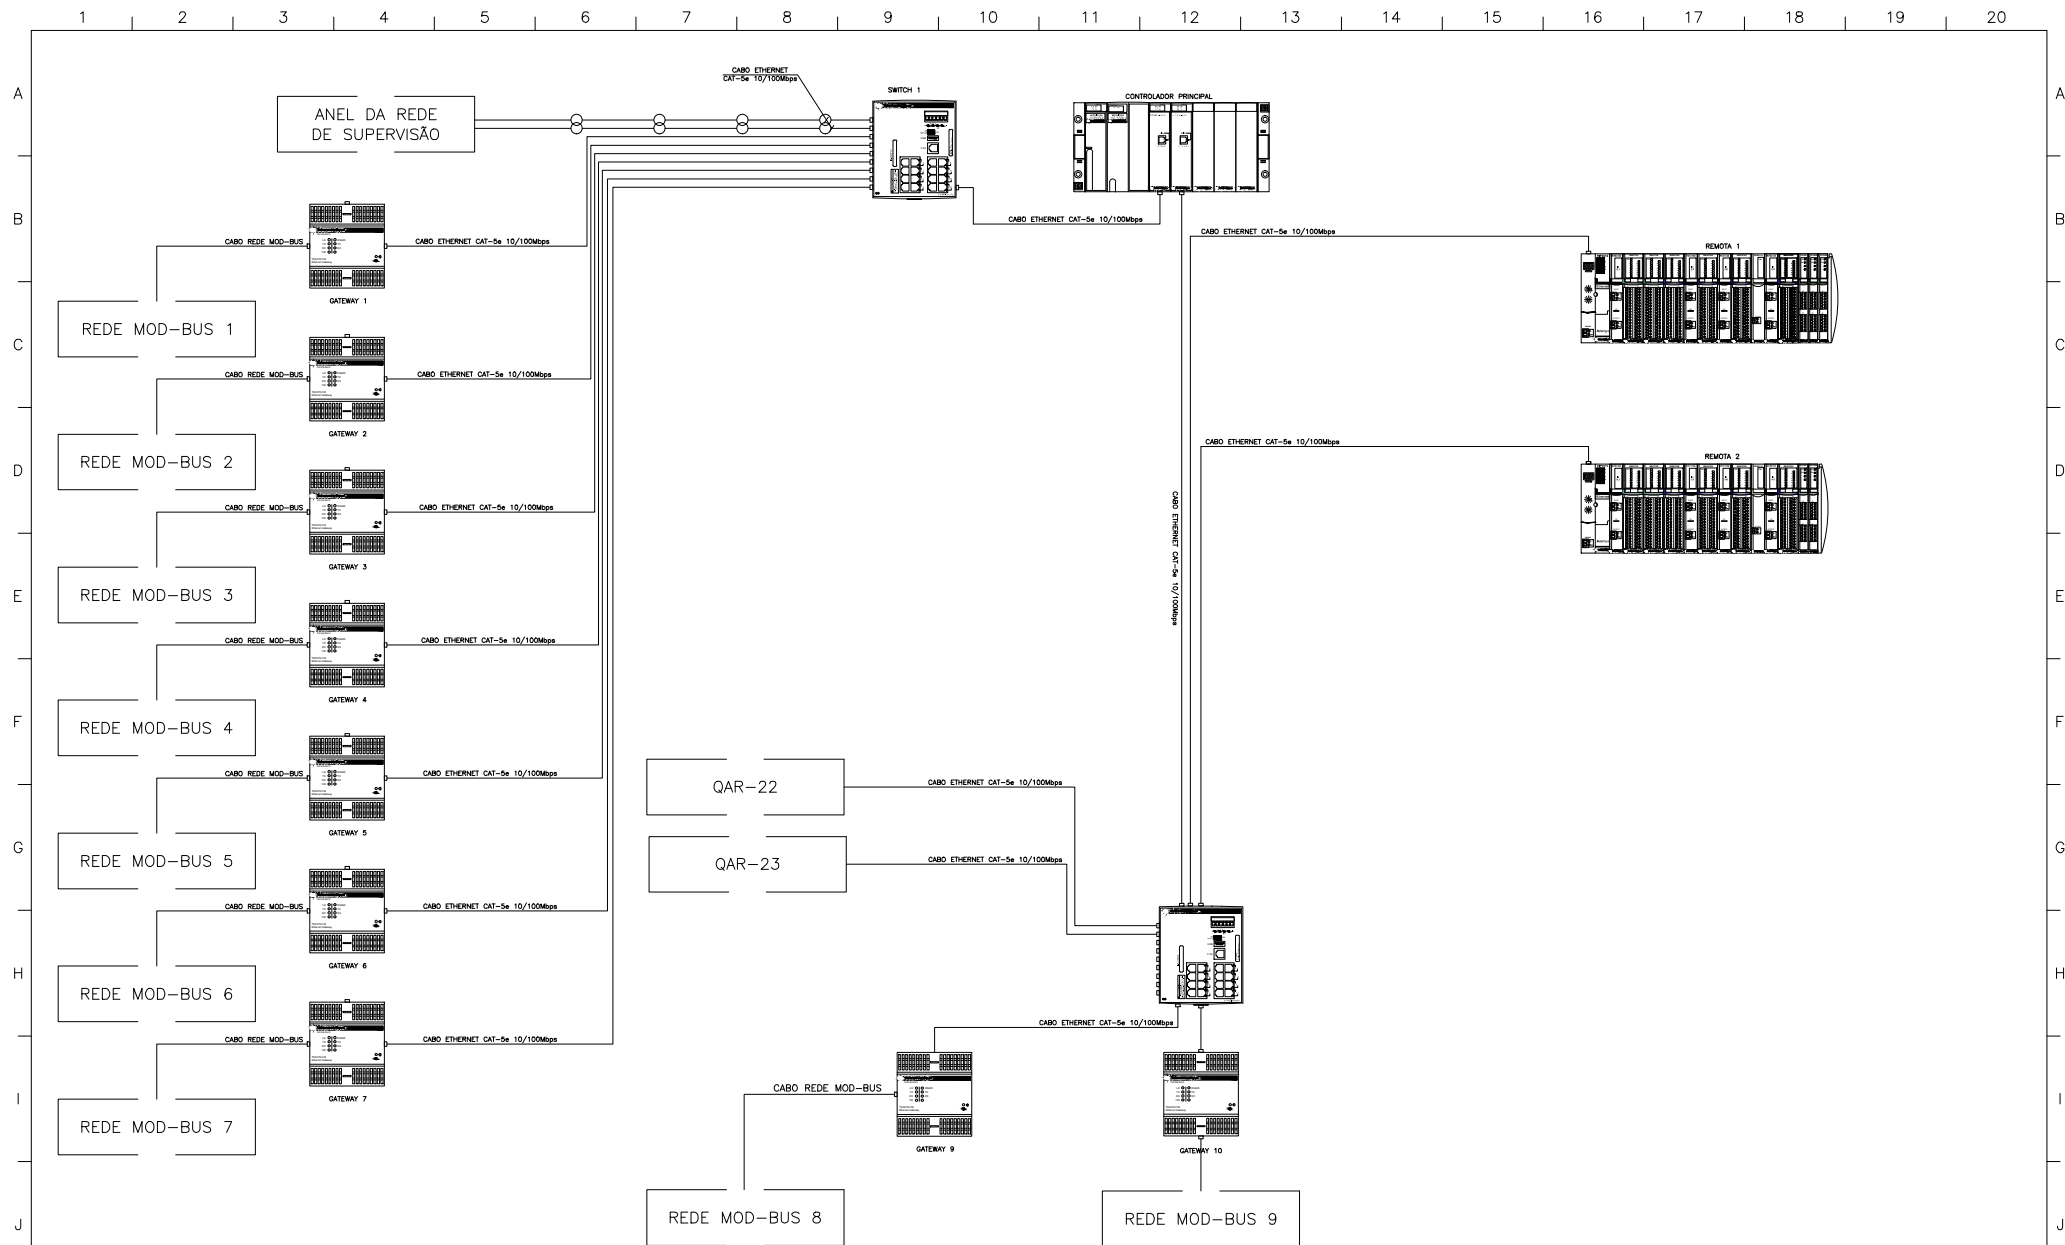 1 2 3 4 5 6 7 8 9 10 11 12 13 14 15 16 17 18 19 20
A
CABO ETHERNET
CAT-5e 10/100Mbps
SWITCH 1
CONTROLADOR PRINCIPAL
A
ANEL DA REDE
DE SUPERVISÃO
B
CABO ETHERNET CAT-5e 10/100Mbps
B
CABO ETHERNET CAT-5e 10/100Mbps
CABO REDE MOD-BUS
CABO ETHERNET CAT-5e 10/100Mbps
REMOTA 1
GATEWAY 1
REDE MOD-BUS 1
C
C
CABO REDE MOD-BUS
CABO ETHERNET CAT-5e 10/100Mbps
GATEWAY 2
CABO ETHERNET CAT-5e 10/100Mbps
REMOTA 2
REDE MOD-BUS 2
D
D
CABO REDE MOD-BUS
CABO ETHERNET CAT-5e 10/100Mbps
CABO ETHERNET CAT-5e 10/100Mbps
GATEWAY 3
REDE MOD-BUS 3
E
E
CABO REDE MOD-BUS
CABO ETHERNET CAT-5e 10/100Mbps
GATEWAY 4
REDE MOD-BUS 4
F
F
CABO REDE MOD-BUS
CABO ETHERNET CAT-5e 10/100Mbps
QAR-22
CABO ETHERNET CAT-5e 10/100Mbps
GATEWAY 5
REDE MOD-BUS 5
G
G
QAR-23
CABO ETHERNET CAT-5e 10/100Mbps
CABO REDE MOD-BUS
CABO ETHERNET CAT-5e 10/100Mbps
GATEWAY 6
H
H
REDE MOD-BUS 6
CABO ETHERNET CAT-5e 10/100Mbps
CABO REDE MOD-BUS
CABO ETHERNET CAT-5e 10/100Mbps
CABO REDE MOD-BUS
GATEWAY 7
I
I
REDE MOD-BUS 7
GATEWAY 9
GATEWAY 10
REDE MOD-BUS 8
REDE MOD-BUS 9
J
J